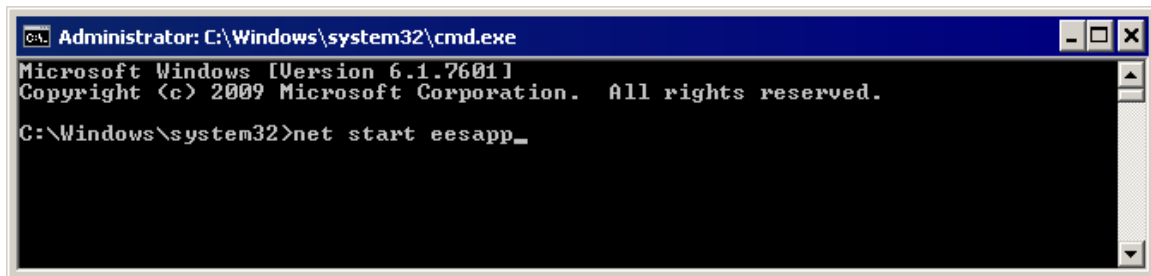 Administrator: C:\Windows\system32\cmd.exe
Microsoft Windows [Version 6.1.7601]
Copyright (c) 2009 Microsoft Corporation.  All rights reserved.
C:\Windows\system32>net start eesapp_